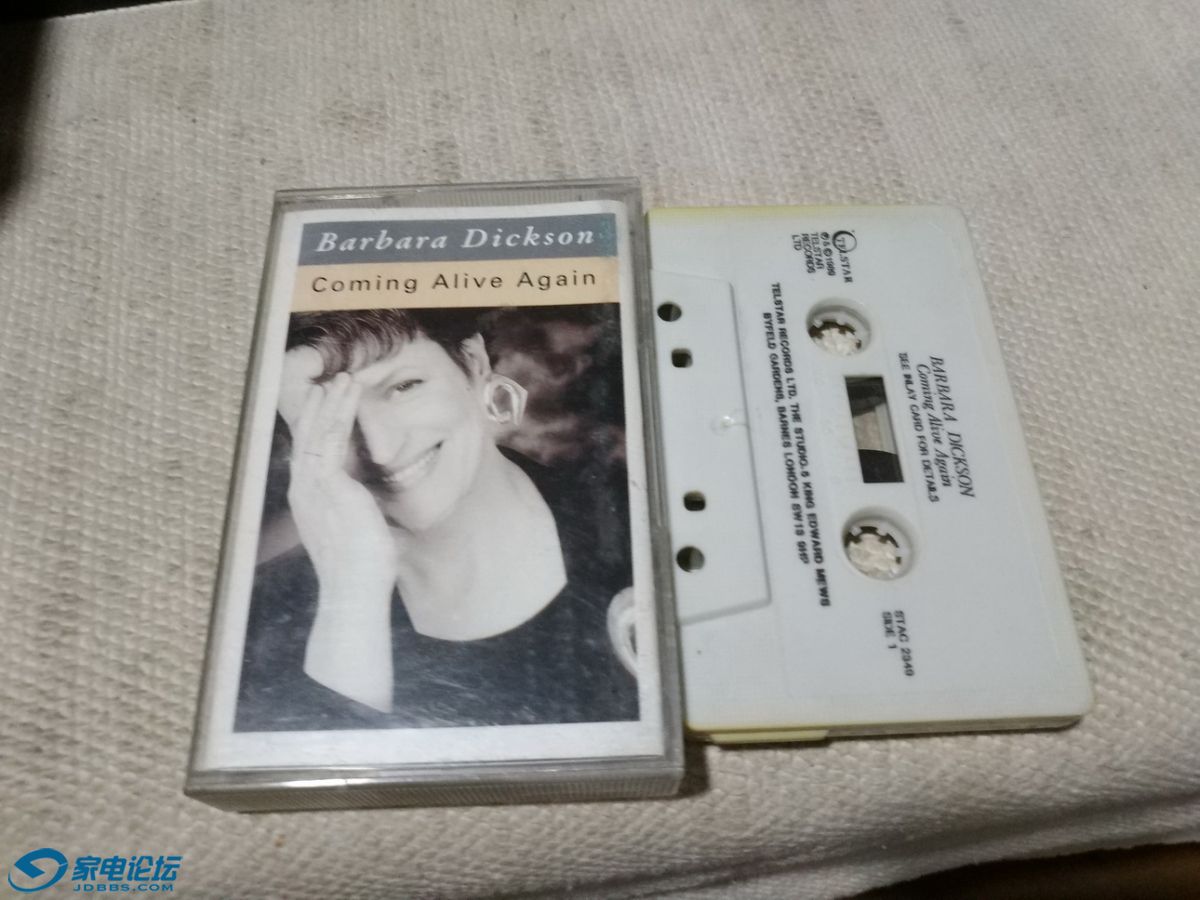 Barbara Dickson
Coming Alive Again
TELSTAR
℗ & © 1989
TELSTAR
RECORDS
LTD
BARBARA DICKSON
Coming Alive Again
SEE INLAY CARD FOR DETAILS
STAC 2349
SIDE 1
TELSTAR RECORDS LTD. THE STUDIO. 5 KING EDWARD MEWS
BYFELD GARDENS, BARNES LONDON SW13 9HP
家电论坛
JDBBS.COM